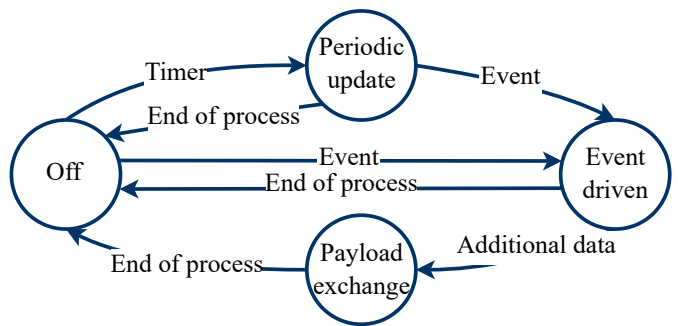 Periodic
update
Timer
Event
End of process
Off
Event
End of process
Event
driven
Additional data
End of process
Payload
exchange